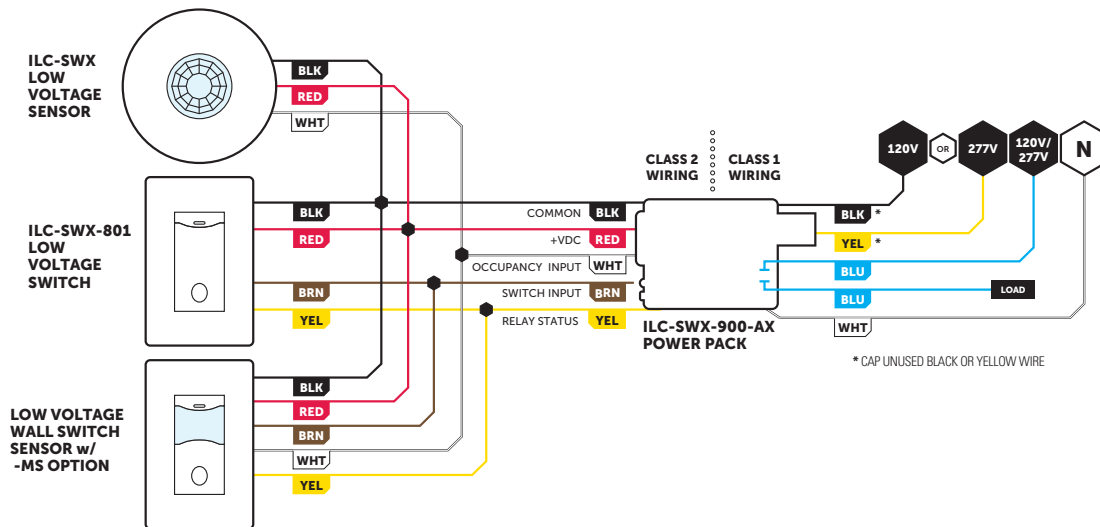 ILC-SWX
LOW
VOLTAGE
SENSOR
BLK
RED
WHT
CLASS 2
WIRING
CLASS 1
WIRING
120V
OR
277V
120V/
277V
N
ILC-SWX-801
LOW
VOLTAGE
SWITCH
BLK
RED
BRN
YEL
COMMON BLK
+VDC RED
OCCUPANCY INPUT WHT
SWITCH INPUT BRN
RELAY STATUS YEL
ILC-SWX-900-AX
POWER PACK
BLK *
YEL *
BLU
BLU
LOAD
WHT
* CAP UNUSED BLACK OR YELLOW WIRE
LOW VOLTAGE
WALL SWITCH
SENSOR w/
-MS OPTION
BLK
RED
BRN
WHT
YEL